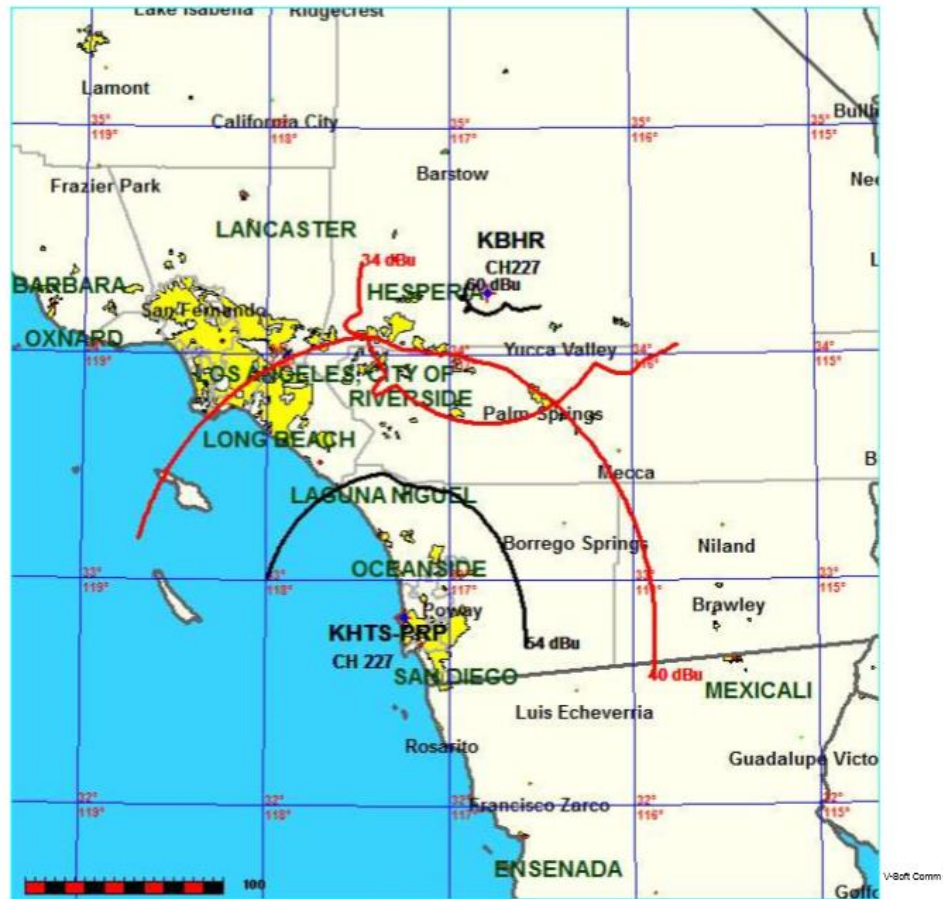 Lake Isabella
Ridgecrest
Lamont
35° 119°
California City
35° 118°
35° 117°
35° 116°
35° 115°
Frazier Park
Barstow
LANCASTER
KBHR
CH227
34 dBu
60 dBu
HESPERIA
BARBARA
San Fernando
OXNARD
119°
Yucca Valley
34° 117°
116°
34° 115°
LOS ANGELES, CITY OF
RIVERSIDE
Palm Springs
LONG BEACH
Mecca
B
LAGUNA NIGUEL
Borrego Springs
Niland
OCEANSIDE
33° 119°
33° 118°
33° 117°
33° 116°
33° 115°
Brawley
Poway
KHTS-PRP
CH 227
54 dBu
SAN DIEGO
40 dBu
MEXICALI
Luis Echeverria
Rosarito
Guadalupe Victo
32° 119°
32° 118°
32° 117°
32° 116°
32° 115°
Francisco Zarco
ENSENADA
100
V-Soft Comm
Golfo